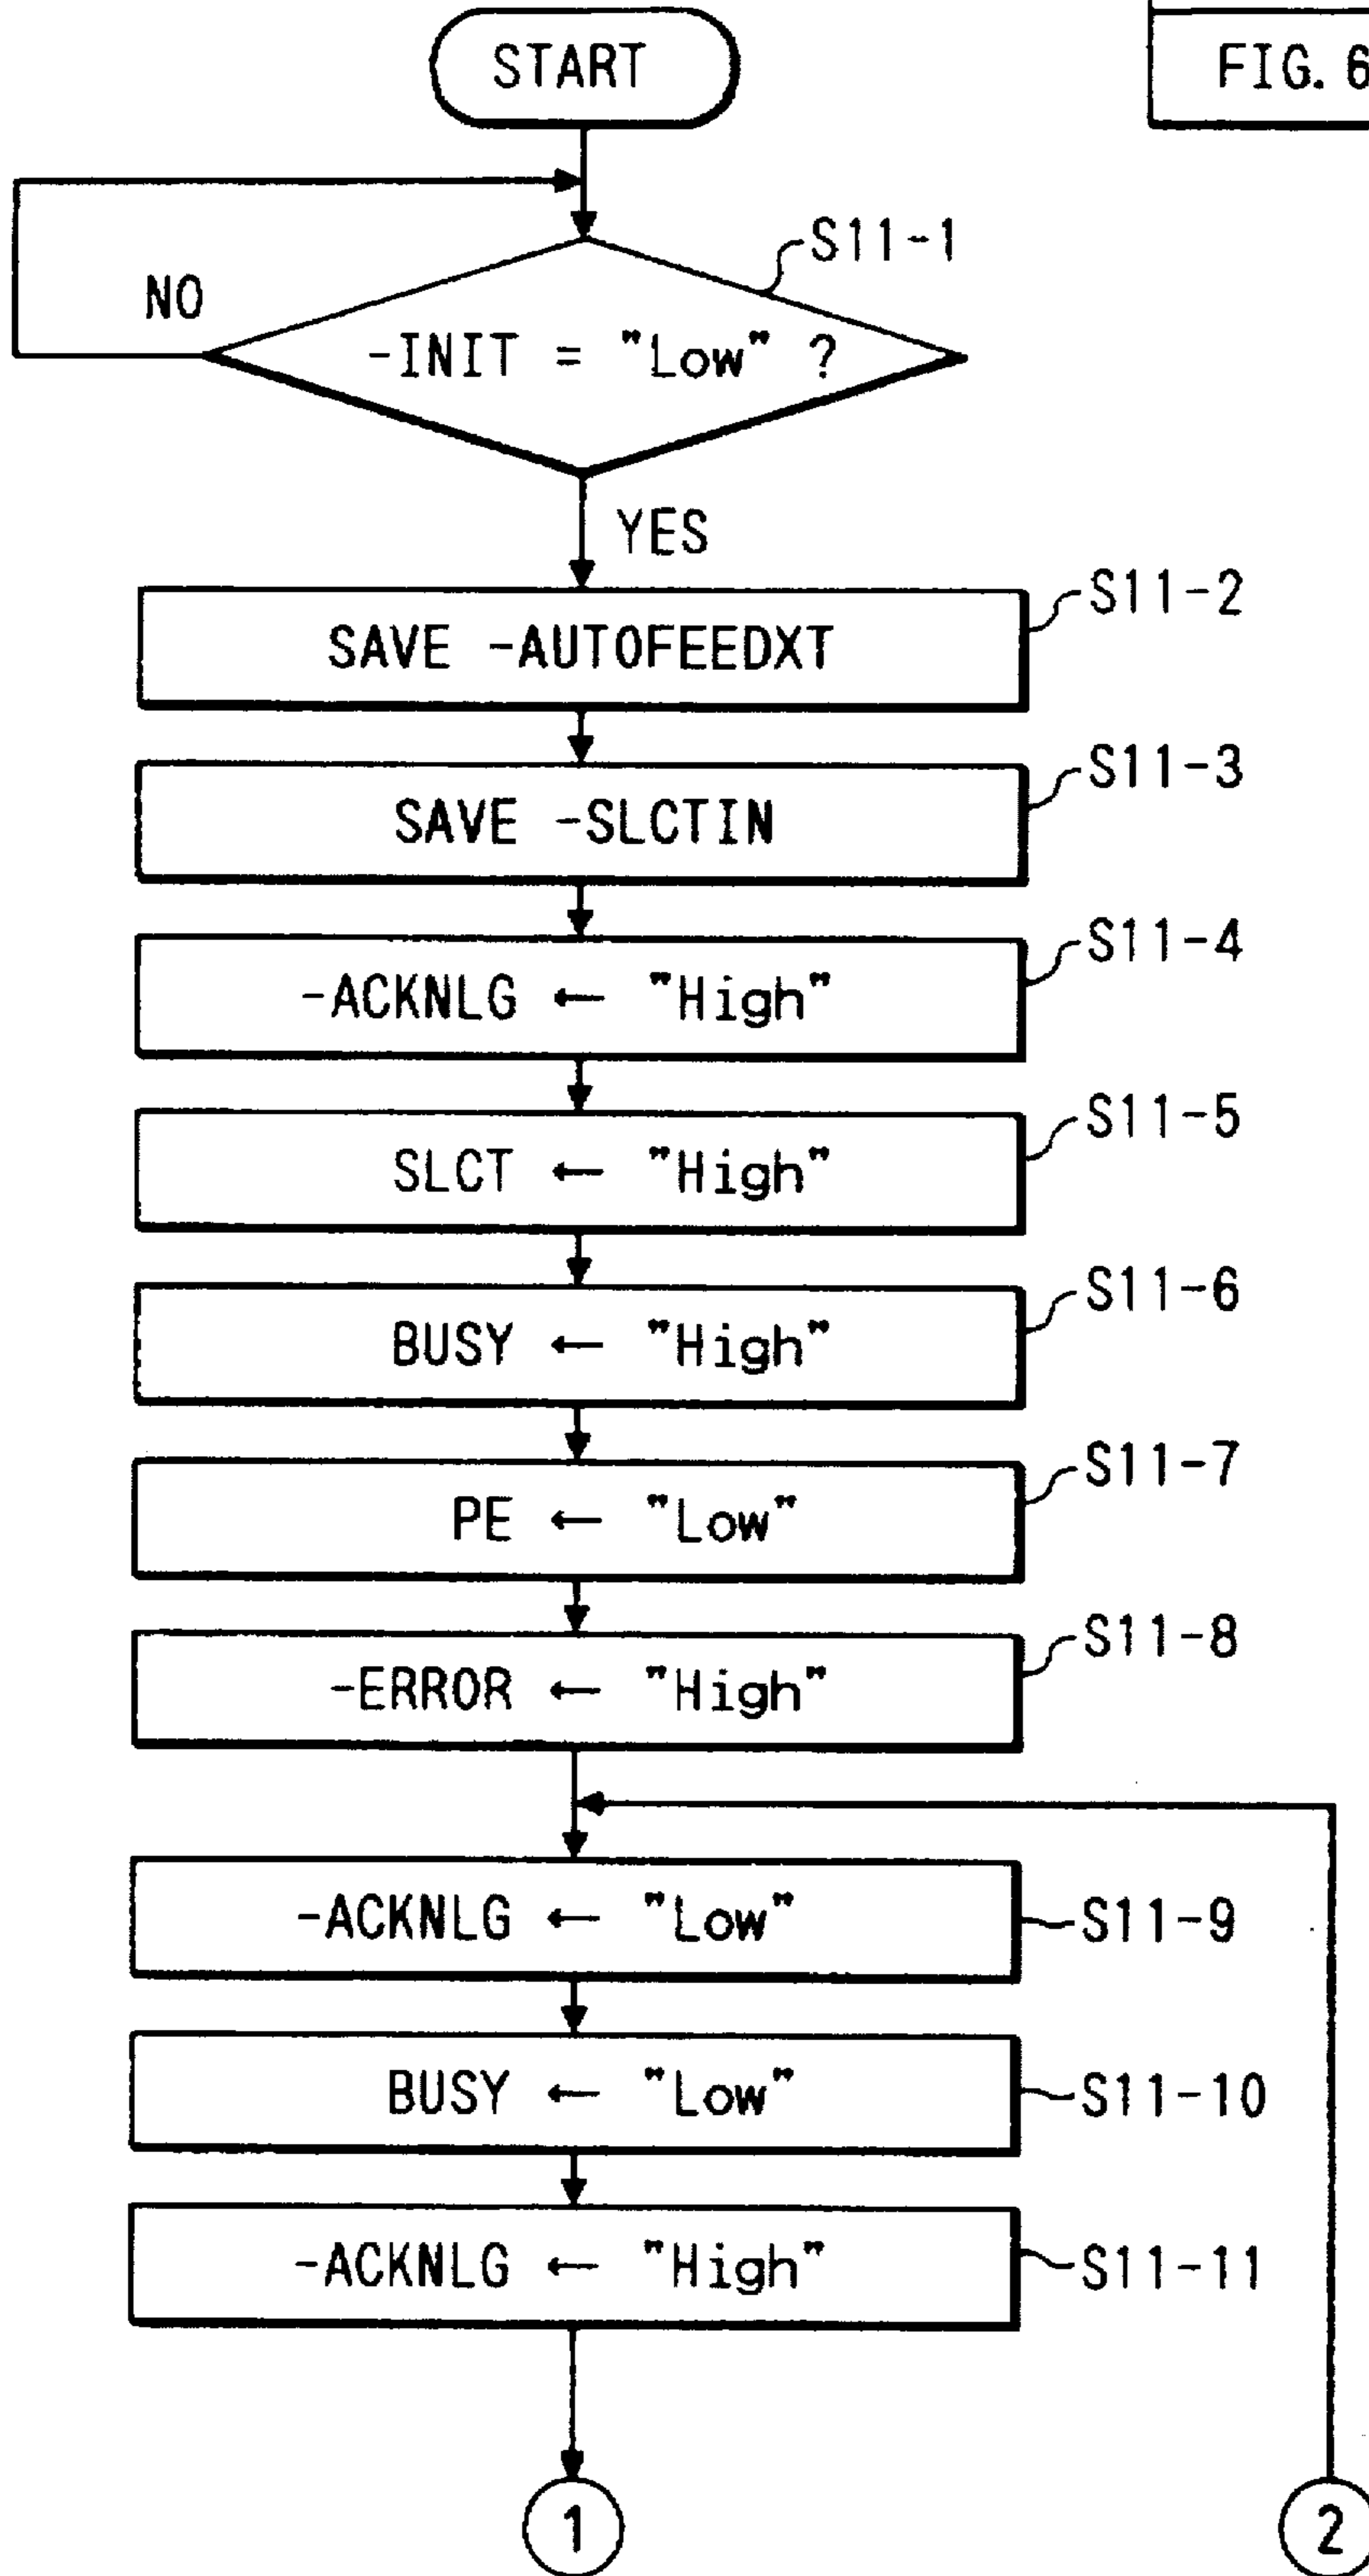 START
FIG. 6
S11-1
NO
-INIT = "Low" ?
YES
S11-2
SAVE -AUTOFEEDXT
S11-3
SAVE -SLCTIN
S11-4
-ACKNLG ← "High"
S11-5
SLCT ← "High"
S11-6
BUSY ← "High"
S11-7
PE ← "Low"
S11-8
-ERROR ← "High"
-ACKNLG ← "Low"
S11-9
BUSY ← "Low"
S11-10
-ACKNLG ← "High"
S11-11
1
2